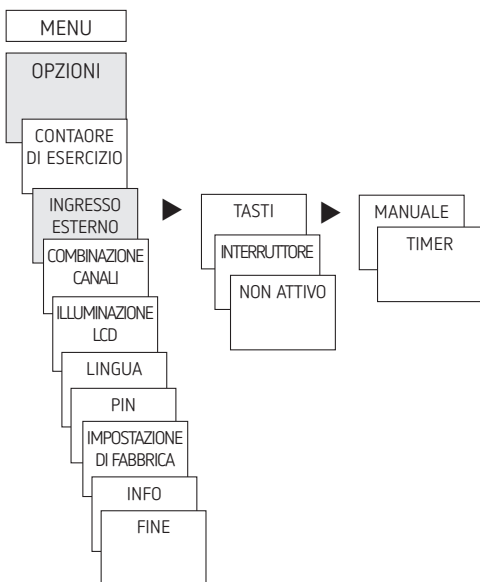 MENU
OPZIONI
CONTAORE
DI ESERCIZIO
INGRESSO
ESTERNO
COMBINAZIONE
CANALI
ILLUMINAZIONE
LCD
LINGUA
PIN
IMPOSTAZIONE
DI FABBRICA
INFO
FINE
TASTI
INTERRUTTORE
NON ATTIVO
MANUALE
TIMER